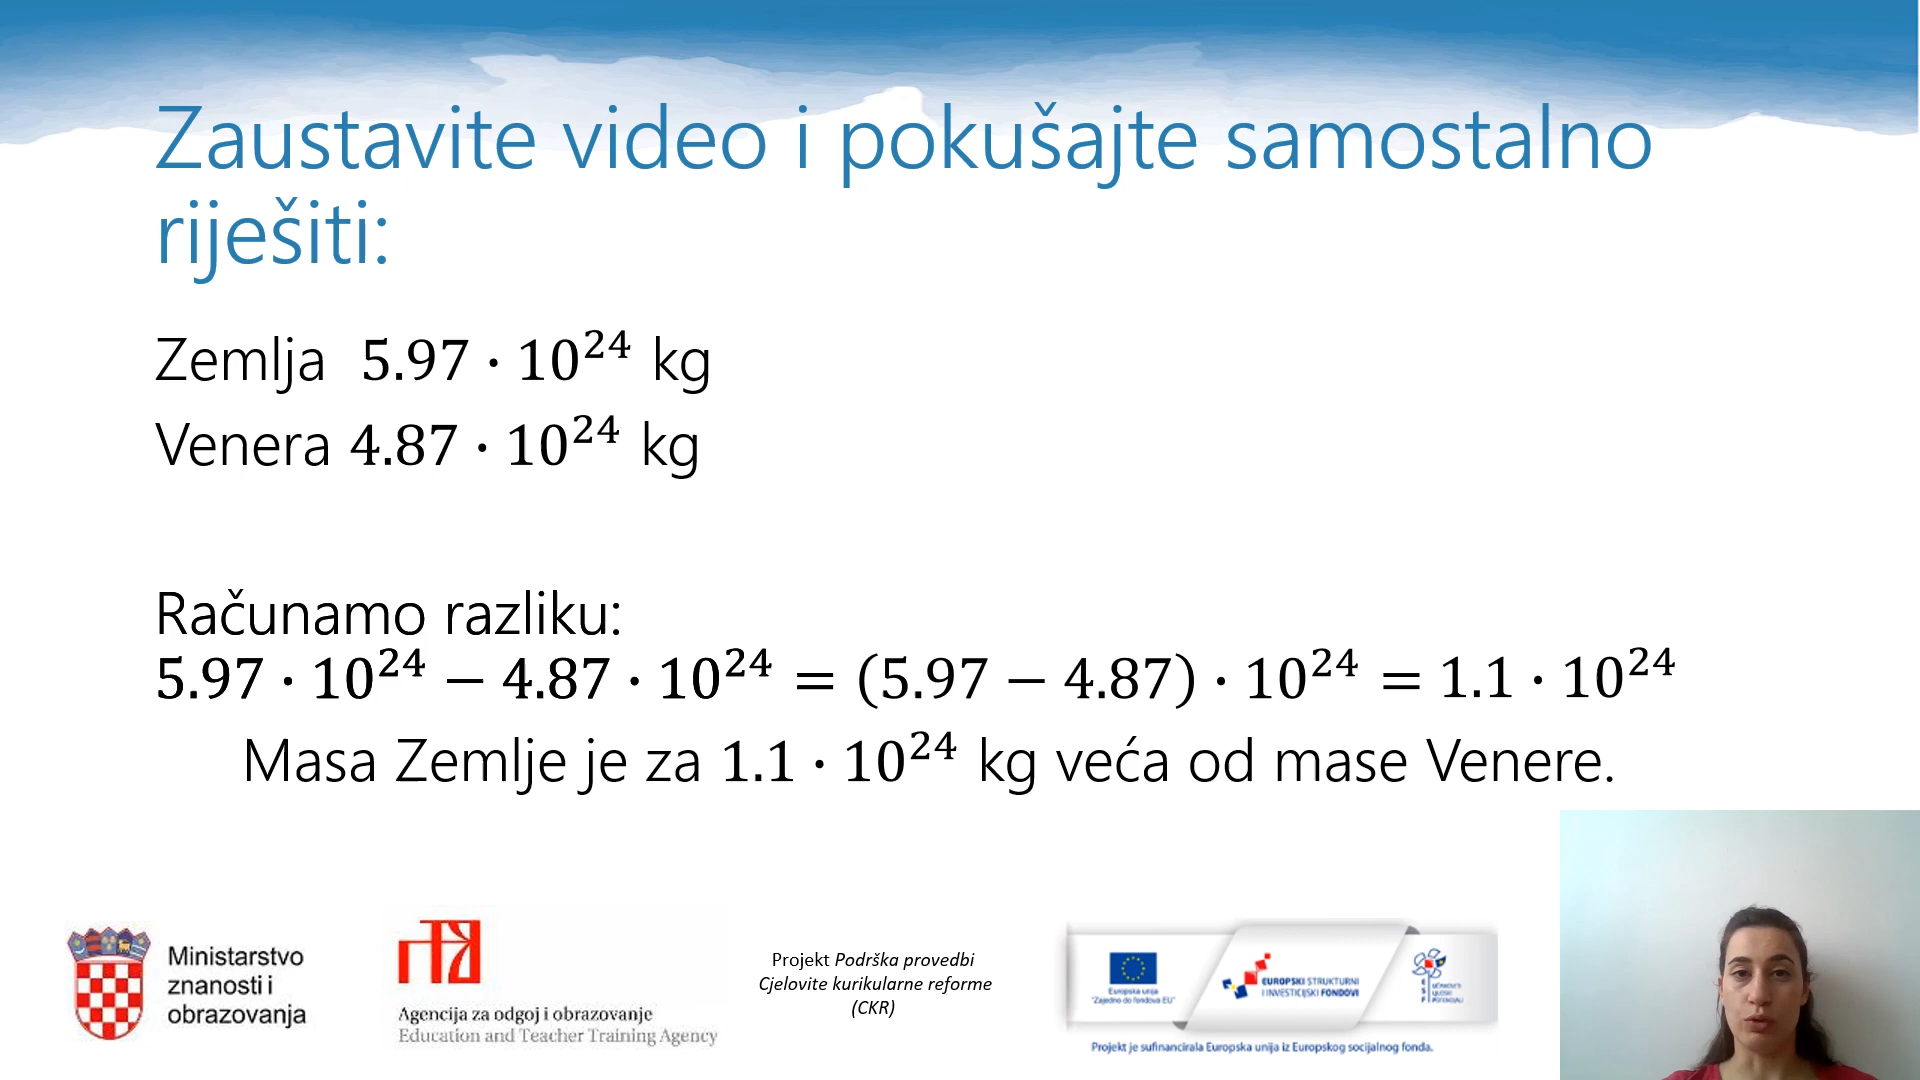 Zaustavite video i pokušajte samostalno
riješiti:
Zemlja 5.97 · 10²⁴ kg
Venera 4.87 · 10²⁴ kg
Računamo razliku:
5.97 · 10²⁴ − 4.87 · 10²⁴ = (5.97 − 4.87) · 10²⁴ = 1.1 · 10²⁴
Masa Zemlje je za 1.1 · 10²⁴ kg veća od mase Venere.
Ministarstvo
znanosti i
obrazovanja
Agencija za odgoj i obrazovanje
Education and Teacher Training Agency
Projekt Podrška provedbi
Cjelovite kurikularne reforme
(CKR)
Europska unija
"Zajedno do fondova EU"
EUROPSKI STRUKTURNI
I INVESTICIJSKI FONDOVI
Projekt je sufinancirala Europska unija iz Europskog socijalnog fonda.